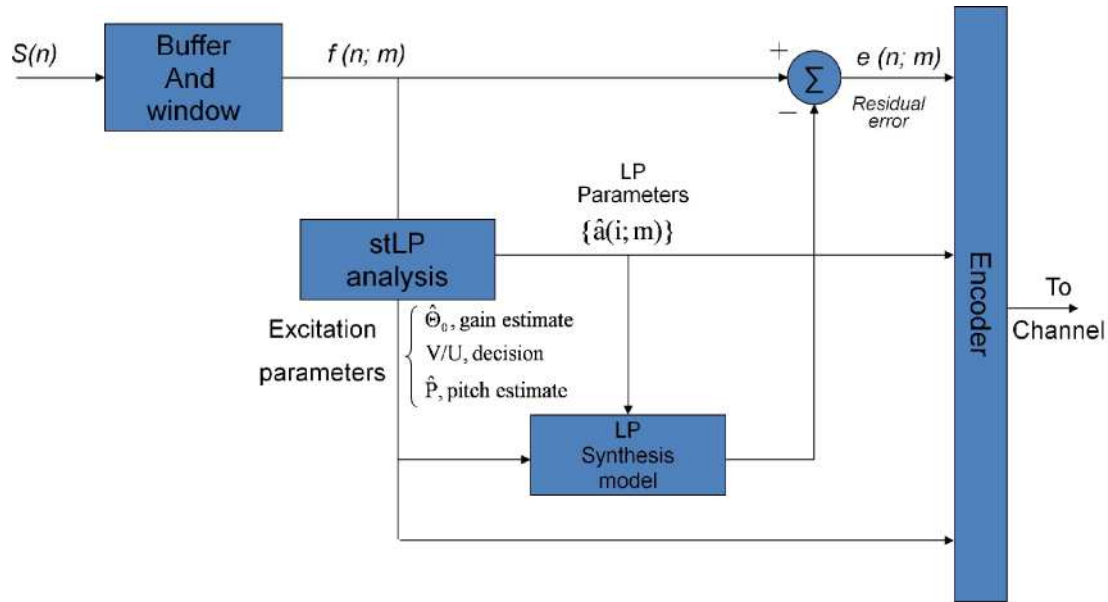 S(n)
Buffer
And
window
f (n; m)
+
Σ
−
e (n; m)
Residual
error
LP
Parameters
{â(i; m)}
stLP
analysis
Excitation
parameters
Θ̂₀, gain estimate
V/U, decision
P̂, pitch estimate
LP
Synthesis
model
Encoder
To
Channel